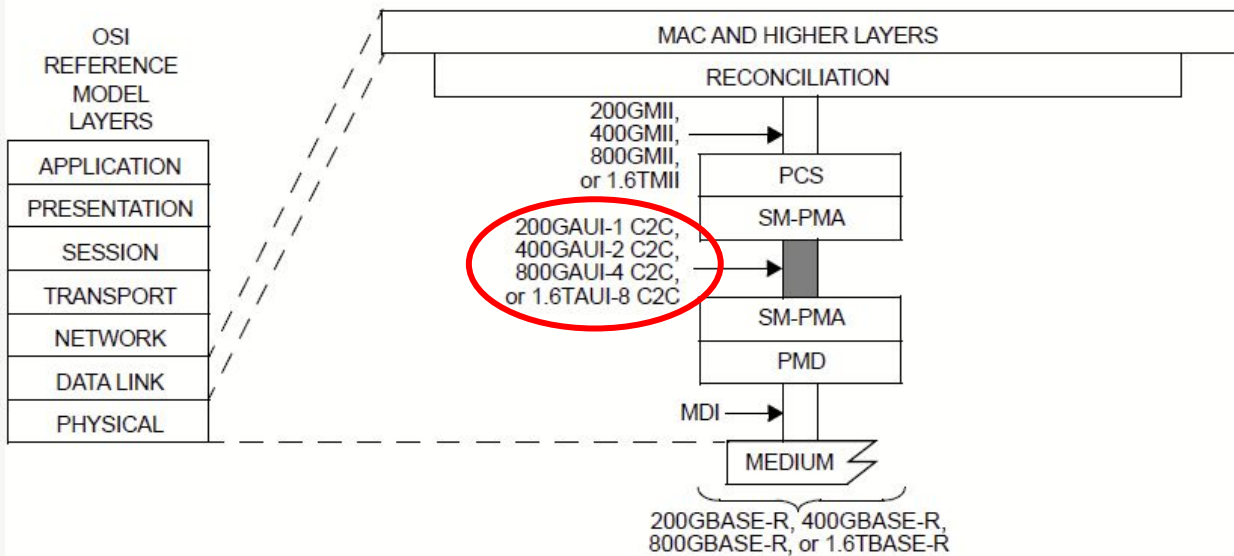 OSI
REFERENCE
MODEL
LAYERS
APPLICATION
PRESENTATION
SESSION
TRANSPORT
NETWORK
DATA LINK
PHYSICAL
MAC AND HIGHER LAYERS
RECONCILIATION
200GMII,
400GMII,
800GMII,
or 1.6TMII
PCS
SM-PMA
200GAUI-1 C2C,
400GAUI-2 C2C,
800GAUI-4 C2C,
or 1.6TAUI-8 C2C
SM-PMA
PMD
MDI
MEDIUM
200GBASE-R, 400GBASE-R,
800GBASE-R, or 1.6TBASE-R